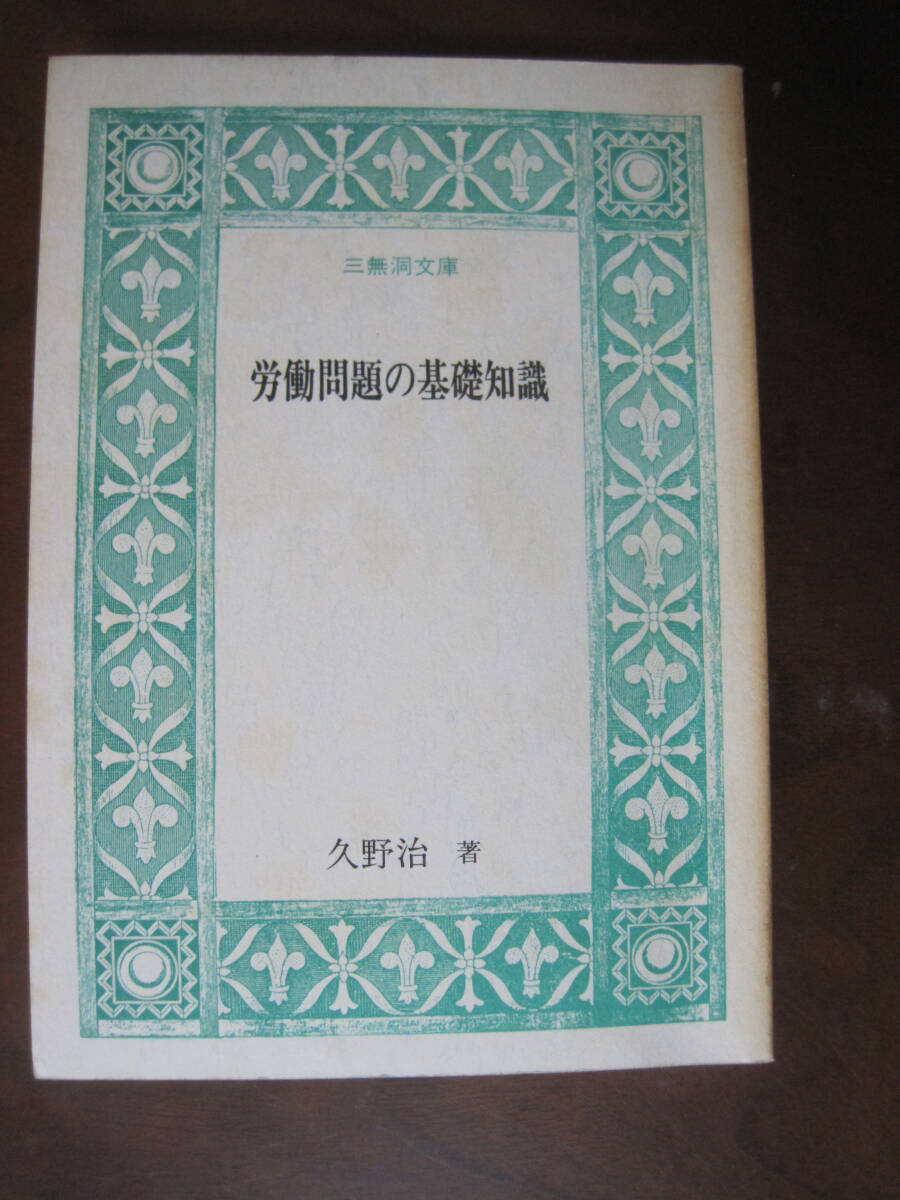 三無洞文庫
労働問題の基礎知識
久野治 著